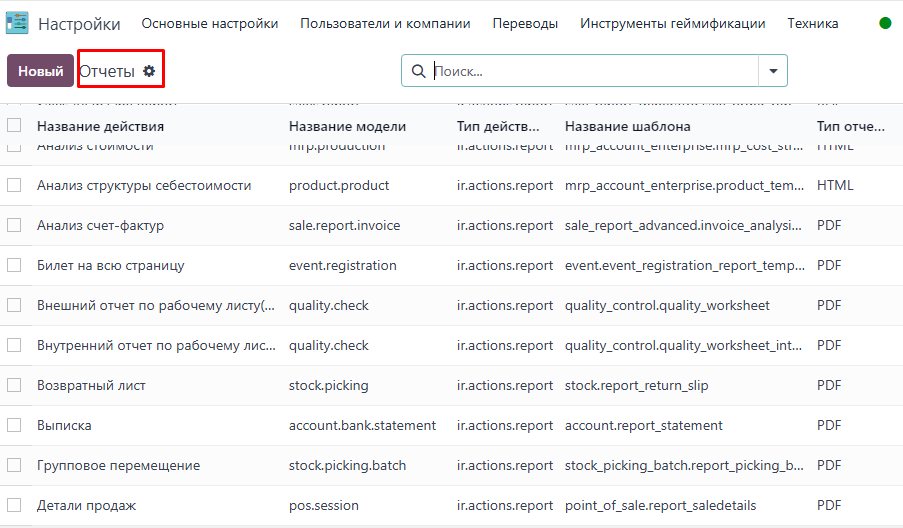 Настройки Основные настройки Пользователи и компании Переводы Инструменты геймификации Техника
Новый Отчеты Поиск...
Название действия Название модели Тип действ... Название шаблона Тип отче...
Анализ стоимости mrp.production ir.actions.report mrp_account_enterprise.mrp_cost_str... HTML
Анализ структуры себестоимости product.product ir.actions.report mrp_account_enterprise.product_tem... HTML
Анализ счет-фактур sale.report.invoice ir.actions.report sale_report_advanced.invoice_analysi... PDF
Билет на всю страницу event.registration ir.actions.report event.event_registration_report_temp... PDF
Внешний отчет по рабочему листу(... quality.check ir.actions.report quality_control.quality_worksheet PDF
Внутренний отчет по рабочему лис... quality.check ir.actions.report quality_control.quality_worksheet_int... PDF
Возвратный лист stock.picking ir.actions.report stock.report_return_slip PDF
Выписка account.bank.statement ir.actions.report account.report_statement PDF
Групповое перемещение stock.picking.batch ir.actions.report stock_picking_batch.report_picking_b... PDF
Детали продаж pos.session ir.actions.report point_of_sale.report_saledetails PDF